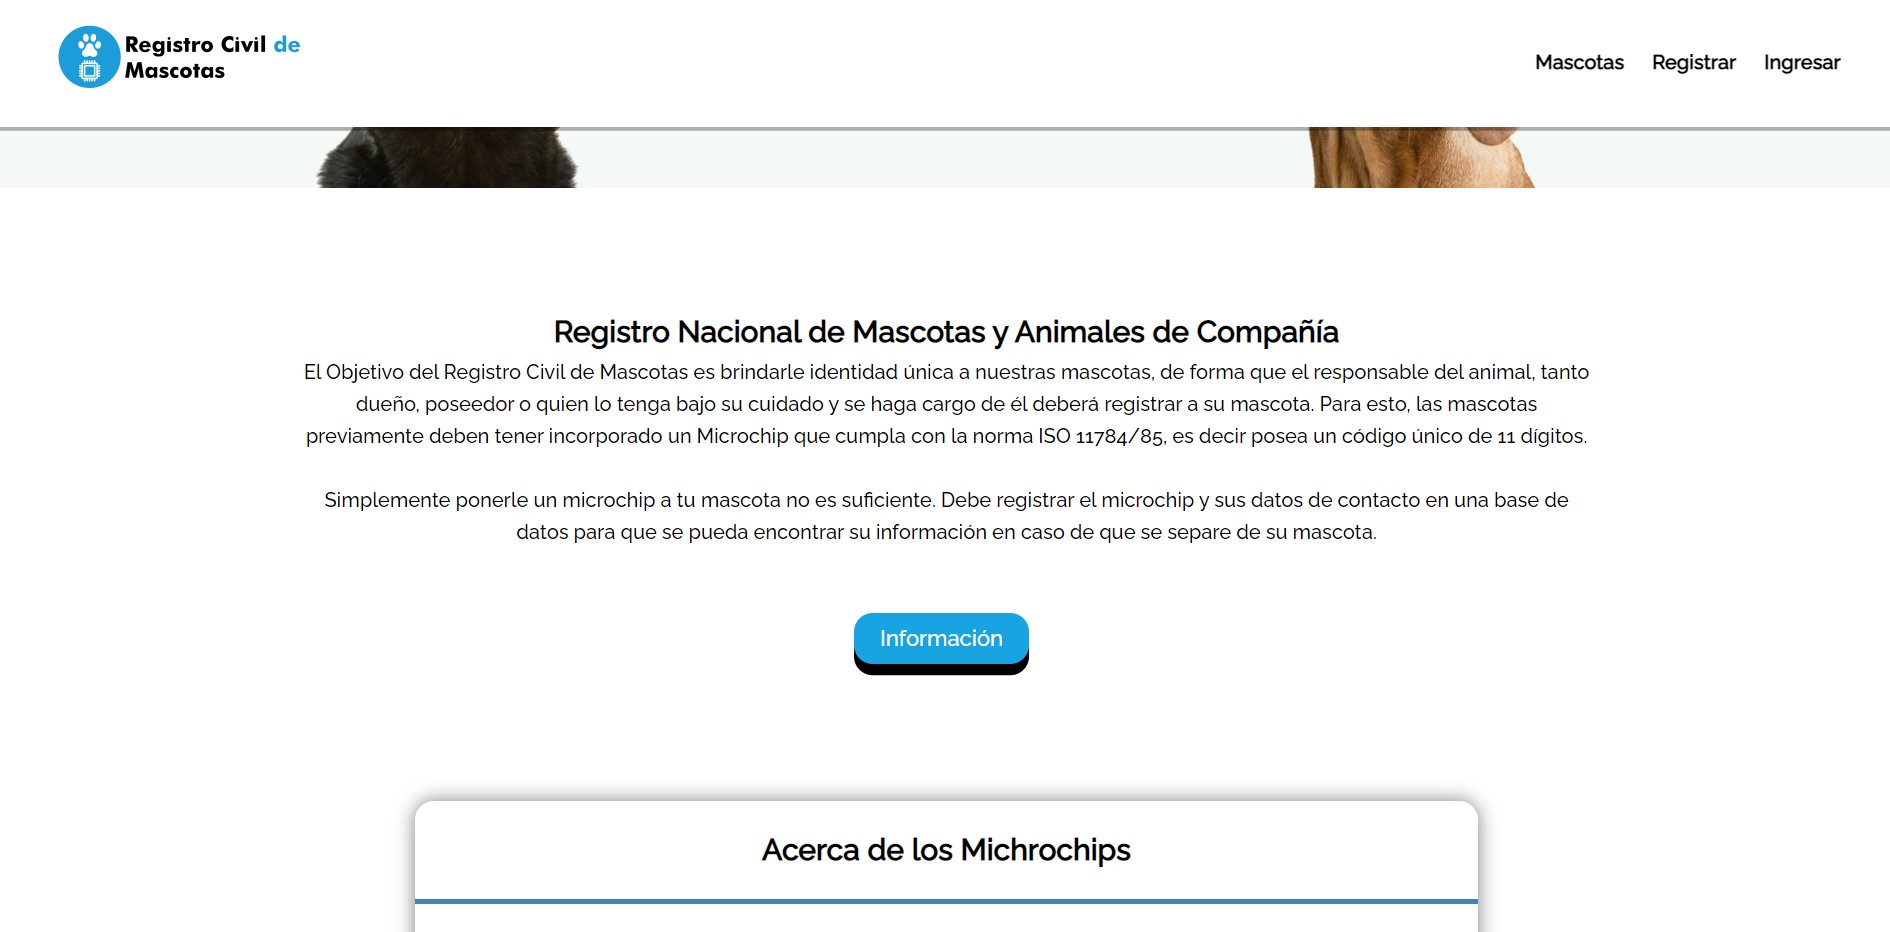 Registro Civil de
Mascotas
Mascotas Registrar Ingresar
Registro Nacional de Mascotas y Animales de Compañía
El Objetivo del Registro Civil de Mascotas es brindarle identidad única a nuestras mascotas, de forma que el responsable del animal, tanto
dueño, poseedor o quien lo tenga bajo su cuidado y se haga cargo de él deberá registrar a su mascota. Para esto, las mascotas
previamente deben tener incorporado un Microchip que cumpla con la norma ISO 11784/85, es decir posea un código único de 11 dígitos.
Simplemente ponerle un microchip a tu mascota no es suficiente. Debe registrar el microchip y sus datos de contacto en una base de
datos para que se pueda encontrar su información en caso de que se separe de su mascota.
Información
Acerca de los Michrochips